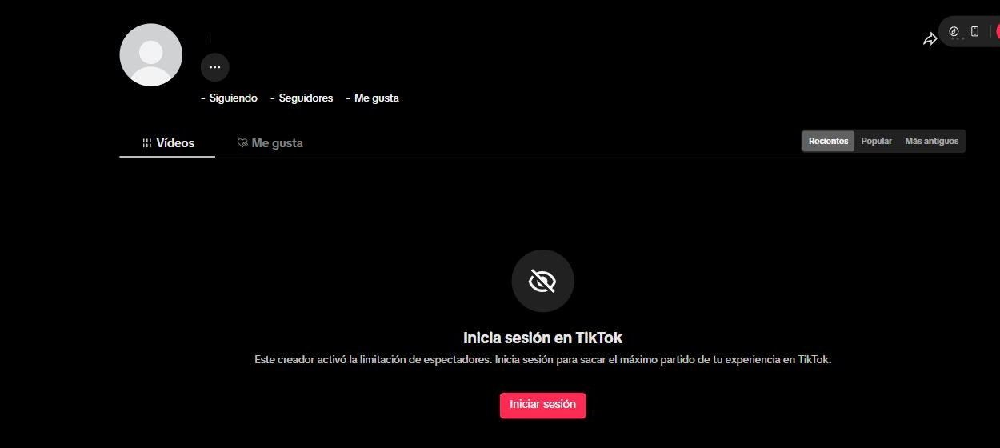 - Siguiendo - Seguidores - Me gusta
Vídeos Me gusta Recientes Popular Más antiguos
Inicia sesión en TikTok
Este creador activó la limitación de espectadores. Inicia sesión para sacar el máximo partido de tu experiencia en TikTok.
Iniciar sesión